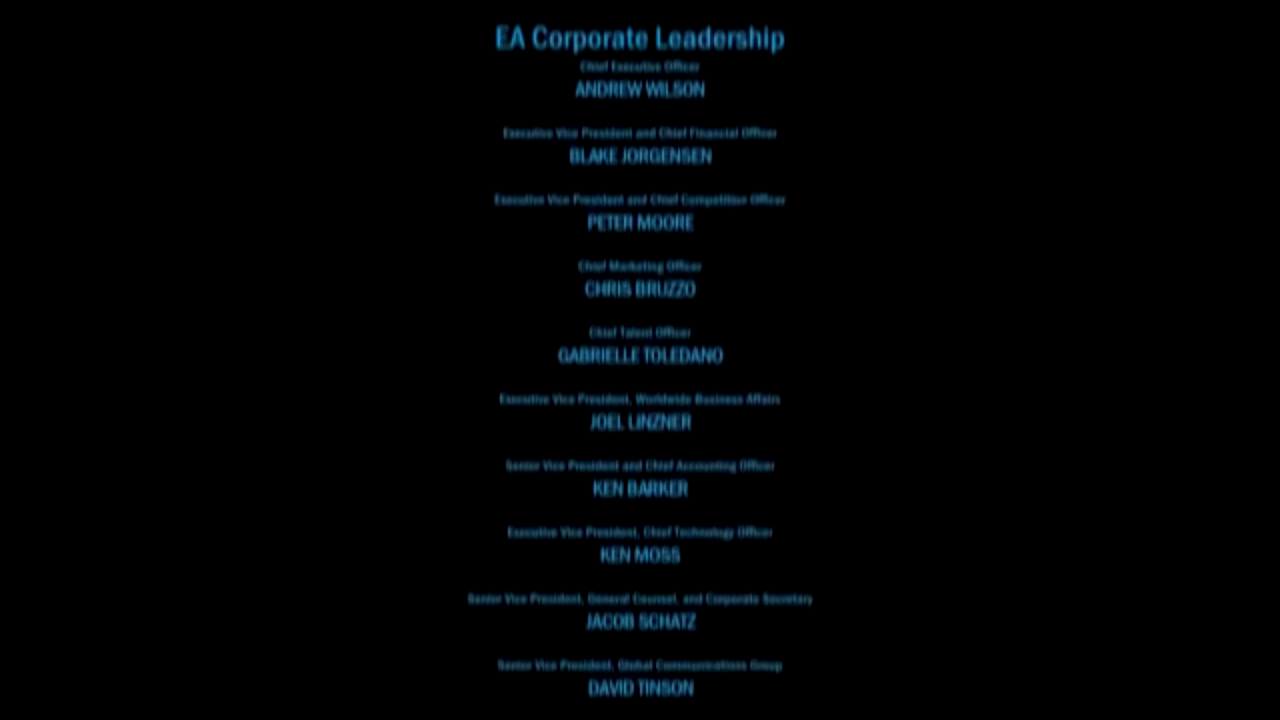 EA Corporate Leadership
Chief Executive Officer
ANDREW WILSON
Executive Vice President and Chief Financial Officer
BLAKE JORGENSEN
Executive Vice President and Chief Competition Officer
PETER MOORE
Chief Marketing Officer
CHRIS BRUZZO
Chief Talent Officer
GABRIELLE TOLEDANO
Executive Vice President, Worldwide Business Affairs
JOEL LINZNER
Senior Vice President and Chief Accounting Officer
KEN BARKER
Executive Vice President, Chief Technology Officer
KEN MOSS
Senior Vice President, General Counsel, and Corporate Secretary
JACOB SCHATZ
Senior Vice President, Global Communications Group
DAVID TINSON